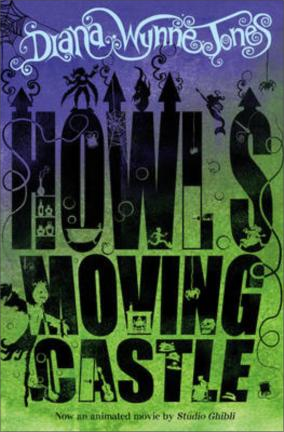 Diana Wynne Jones
HOWL'S
MOVING
CASTLE
Now an animated movie by Studio Ghibli